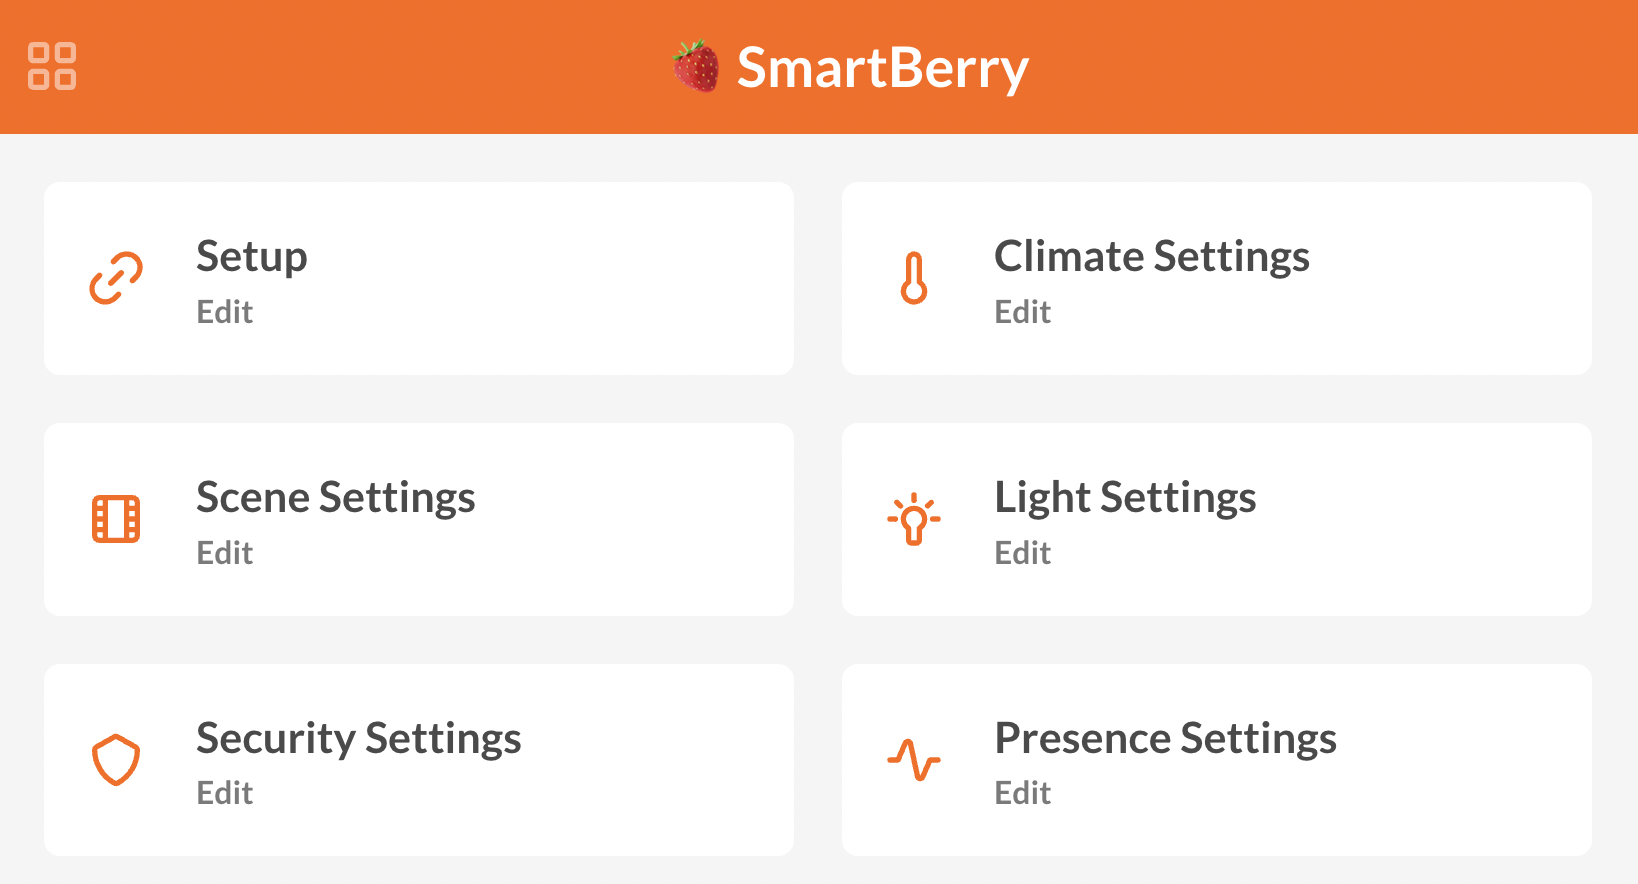 SmartBerry
Setup
Edit
Climate Settings
Edit
Scene Settings
Edit
Light Settings
Edit
Security Settings
Edit
Presence Settings
Edit